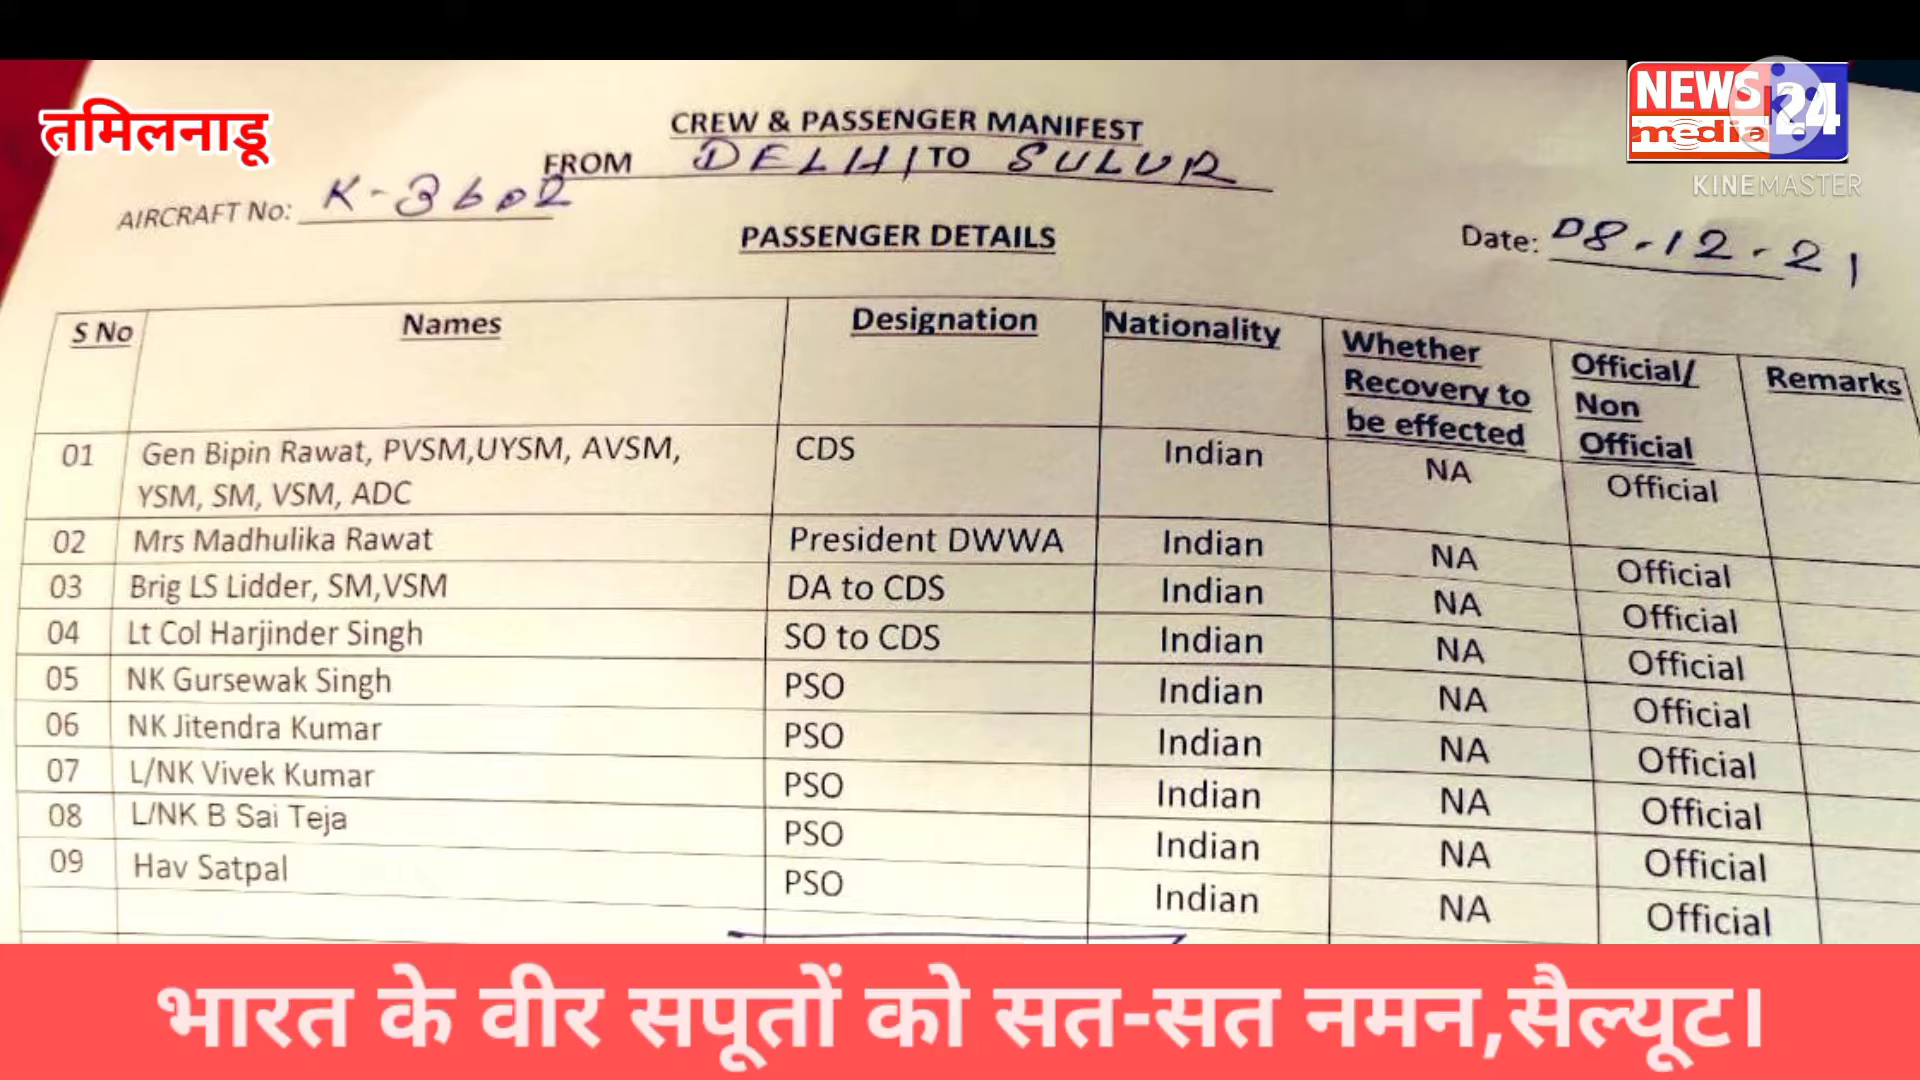 तमिलनाडू
NEWS
media 24
KINEMASTER
CREW & PASSENGER MANIFEST
FROM DELHI TO SULUR
AIRCRAFT No: K-3602
Date: 08-12-21
PASSENGER DETAILS
S No Names Designation Nationality Whether Recovery to be effected Official/ Non Official Remarks
01 Gen Bipin Rawat, PVSM,UYSM, AVSM, YSM, SM, VSM, ADC CDS Indian NA Official
02 Mrs Madhulika Rawat President DWWA Indian NA Official
03 Brig LS Lidder, SM,VSM DA to CDS Indian NA Official
04 Lt Col Harjinder Singh SO to CDS Indian NA Official
05 NK Gursewak Singh PSO Indian NA Official
06 NK Jitendra Kumar PSO Indian NA Official
07 L/NK Vivek Kumar PSO Indian NA Official
08 L/NK B Sai Teja PSO Indian NA Official
09 Hav Satpal PSO Indian NA Official
भारत के वीर सपूतों को सत-सत नमन,सैल्यूट।